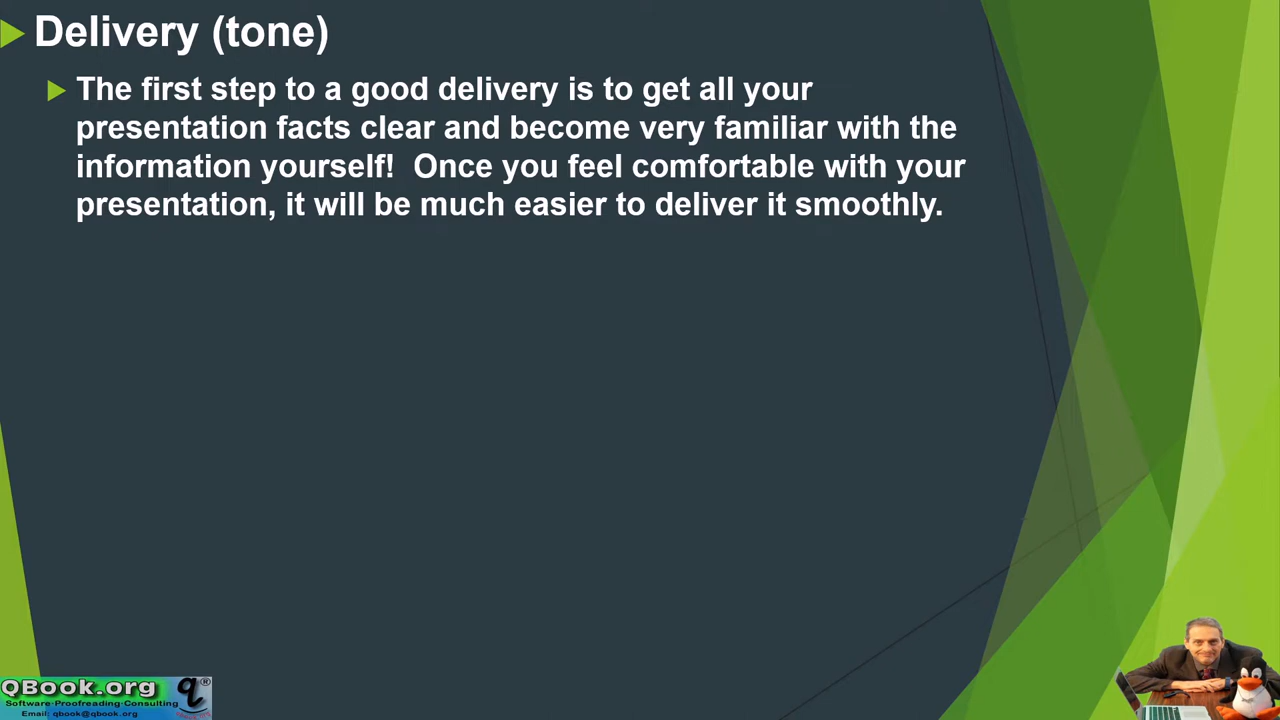 Delivery (tone)
The first step to a good delivery is to get all your
presentation facts clear and become very familiar with the
information yourself!  Once you feel comfortable with your
presentation, it will be much easier to deliver it smoothly.
QBook.org
q®
Software·Proofreading·Consulting
Email: qbook@qbook.org